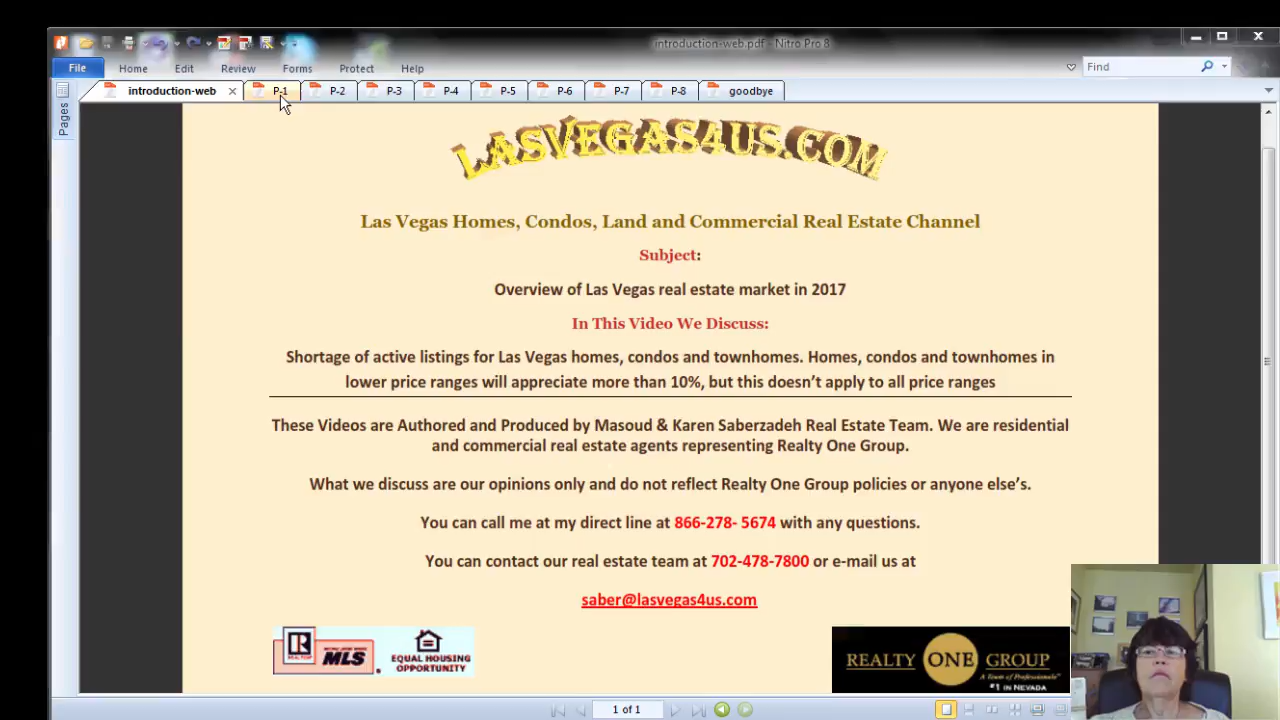 introduction-web.pdf - Nitro Pro 8
File Home Edit Review Forms Protect Help
Find
introduction-web P-1 P-2 P-3 P-4 P-5 P-6 P-7 P-8 goodbye
Pages
LASVEGAS4US.COM
Las Vegas Homes, Condos, Land and Commercial Real Estate Channel
Subject:
Overview of Las Vegas real estate market in 2017
In This Video We Discuss:
Shortage of active listings for Las Vegas homes, condos and townhomes. Homes, condos and townhomes in
lower price ranges will appreciate more than 10%, but this doesn’t apply to all price ranges
These Videos are Authored and Produced by Masoud & Karen Saberzadeh Real Estate Team. We are residential
and commercial real estate agents representing Realty One Group.
What we discuss are our opinions only and do not reflect Realty One Group policies or anyone else’s.
You can call me at my direct line at 866-278- 5674 with any questions.
You can contact our real estate team at 702-478-7800 or e-mail us at
saber@lasvegas4us.com
R
REALTOR
MLS
EQUAL HOUSING
OPPORTUNITY
REALTY ONE GROUP
A Team of Professionals
#1 IN NEVADA
1 of 1